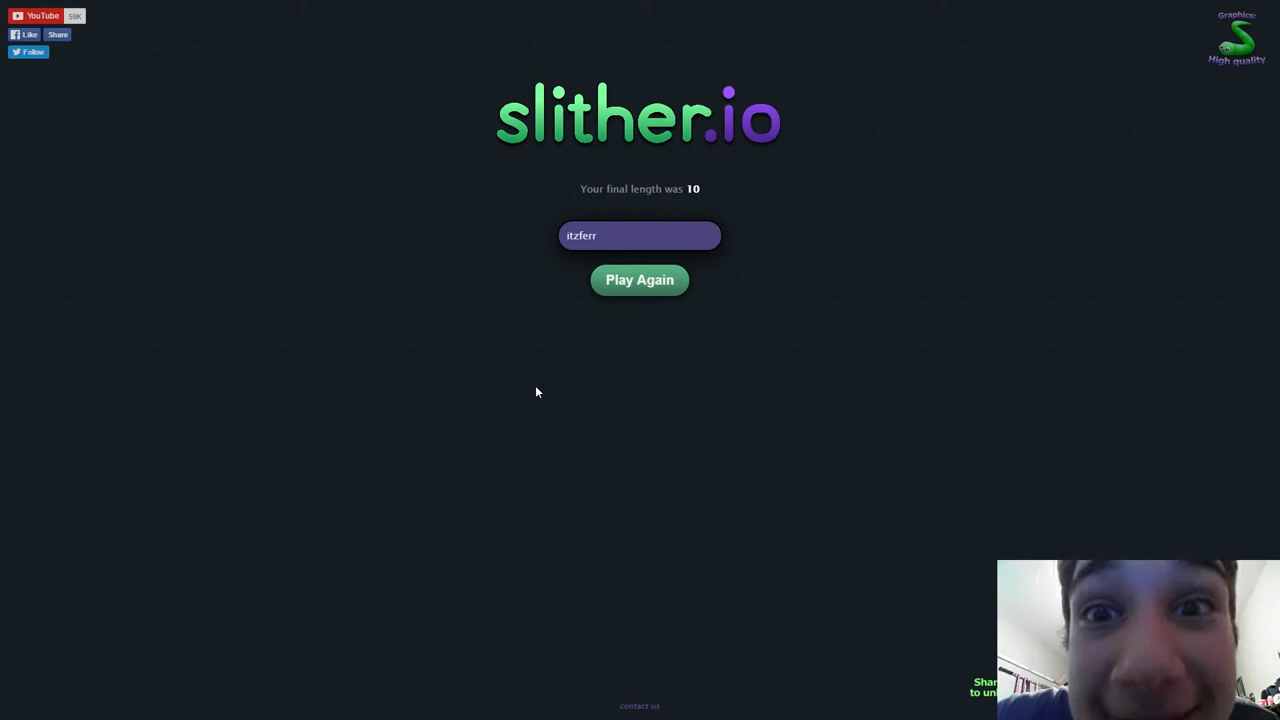 YouTube 59K
Like Share
Follow
Graphics:
High quality
slither.io
Your final length was 10
itzferr
Play Again
to
contact us